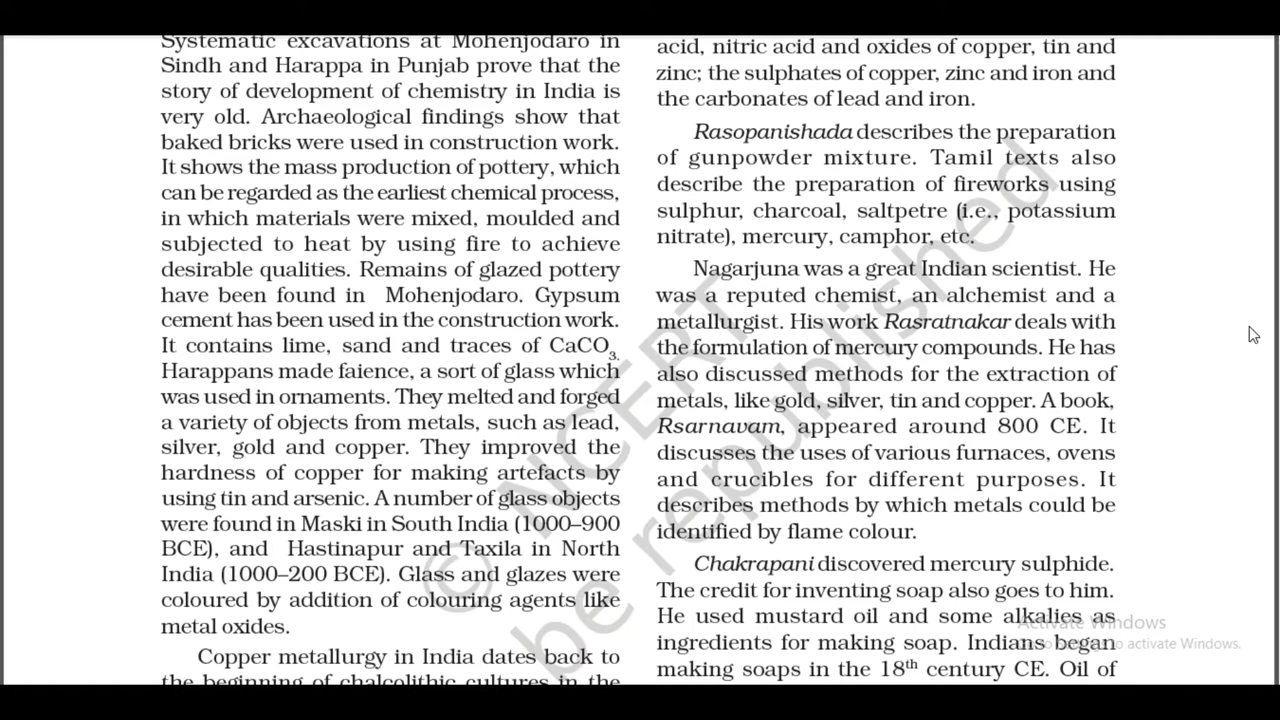 Systematic excavations at Mohenjodaro in
Sindh and Harappa in Punjab prove that the
story of development of chemistry in India is
very old. Archaeological findings show that
baked bricks were used in construction work.
It shows the mass production of pottery, which
can be regarded as the earliest chemical process,
in which materials were mixed, moulded and
subjected to heat by using fire to achieve
desirable qualities. Remains of glazed pottery
have been found in Mohenjodaro. Gypsum
cement has been used in the construction work.
It contains lime, sand and traces of CaCO₃.
Harappans made faience, a sort of glass which
was used in ornaments. They melted and forged
a variety of objects from metals, such as lead,
silver, gold and copper. They improved the
hardness of copper for making artefacts by
using tin and arsenic. A number of glass objects
were found in Maski in South India (1000–900
BCE), and Hastinapur and Taxila in North
India (1000–200 BCE). Glass and glazes were
coloured by addition of colouring agents like
metal oxides.
Copper metallurgy in India dates back to
the beginning of chalcolithic cultures in the
acid, nitric acid and oxides of copper, tin and
zinc; the sulphates of copper, zinc and iron and
the carbonates of lead and iron.
Rasopanishada describes the preparation
of gunpowder mixture. Tamil texts also
describe the preparation of fireworks using
sulphur, charcoal, saltpetre (i.e., potassium
nitrate), mercury, camphor, etc.
Nagarjuna was a great Indian scientist. He
was a reputed chemist, an alchemist and a
metallurgist. His work Rasratnakar deals with
the formulation of mercury compounds. He has
also discussed methods for the extraction of
metals, like gold, silver, tin and copper. A book,
Rsarnavam, appeared around 800 CE. It
discusses the uses of various furnaces, ovens
and crucibles for different purposes. It
describes methods by which metals could be
identified by flame colour.
Chakrapani discovered mercury sulphide.
The credit for inventing soap also goes to him.
He used mustard oil and some alkalies as
ingredients for making soap. Indians began
making soaps in the 18th century CE. Oil of
© NCERT
be republished
Activate Windows
to activate Windows.